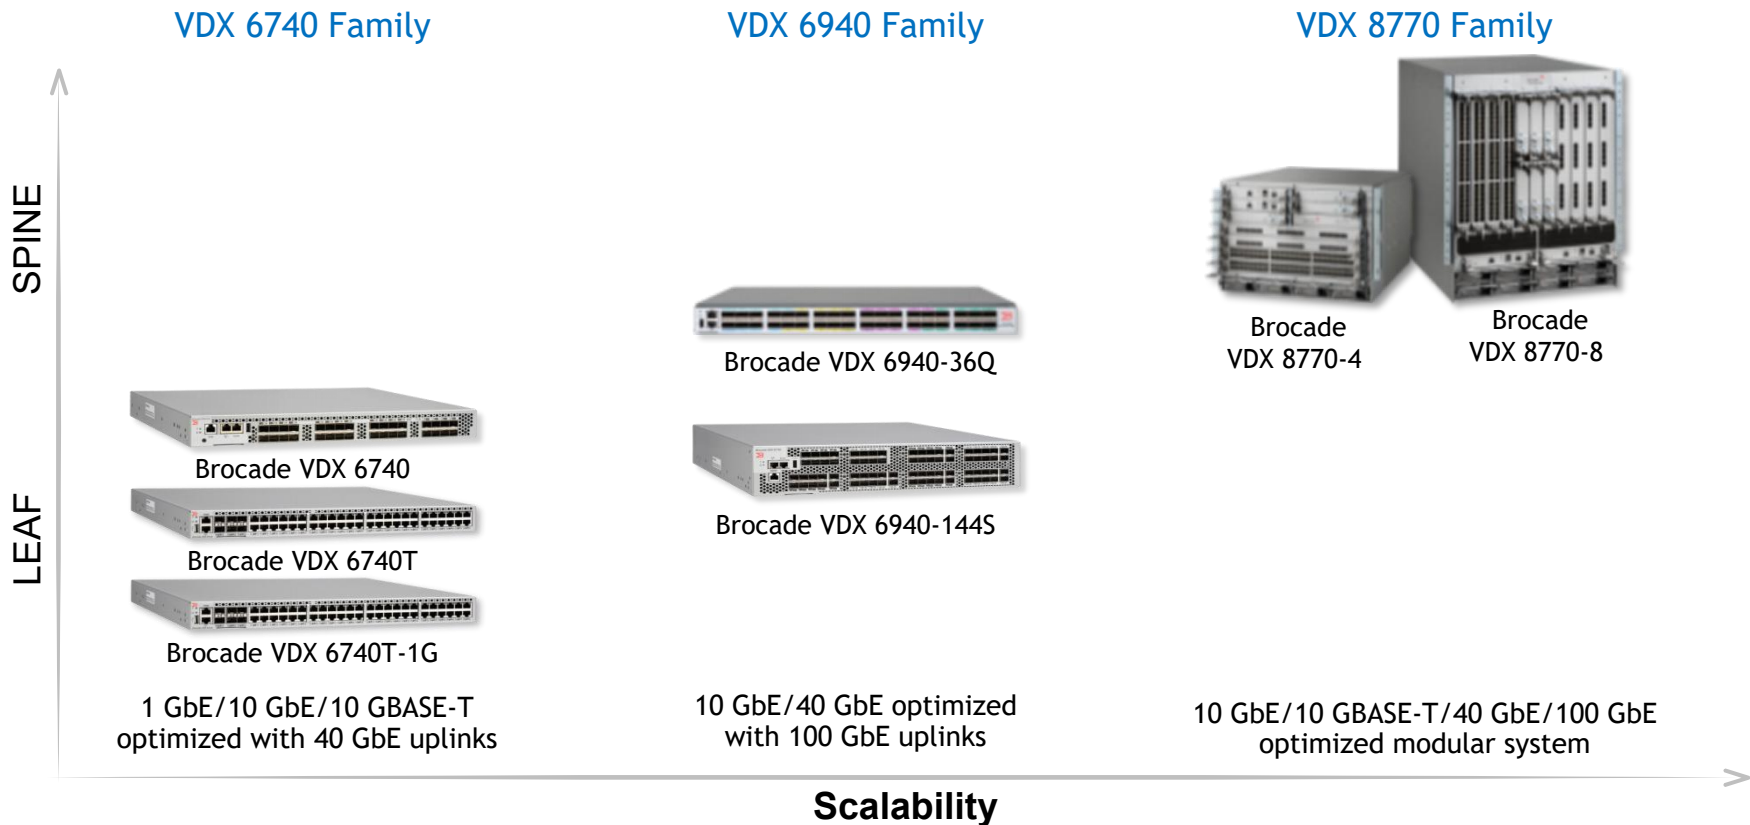 VDX 6740 Family
VDX 6940 Family
VDX 8770 Family
SPINE
LEAF
Brocade VDX 6740
Brocade VDX 6740T
Brocade VDX 6740T-1G
1 GbE/10 GbE/10 GBASE-T
optimized with 40 GbE uplinks
Brocade VDX 6940-36Q
Brocade VDX 6940-144S
10 GbE/40 GbE optimized
with 100 GbE uplinks
Brocade
VDX 8770-4
Brocade
VDX 8770-8
10 GbE/10 GBASE-T/40 GbE/100 GbE
optimized modular system
Scalability